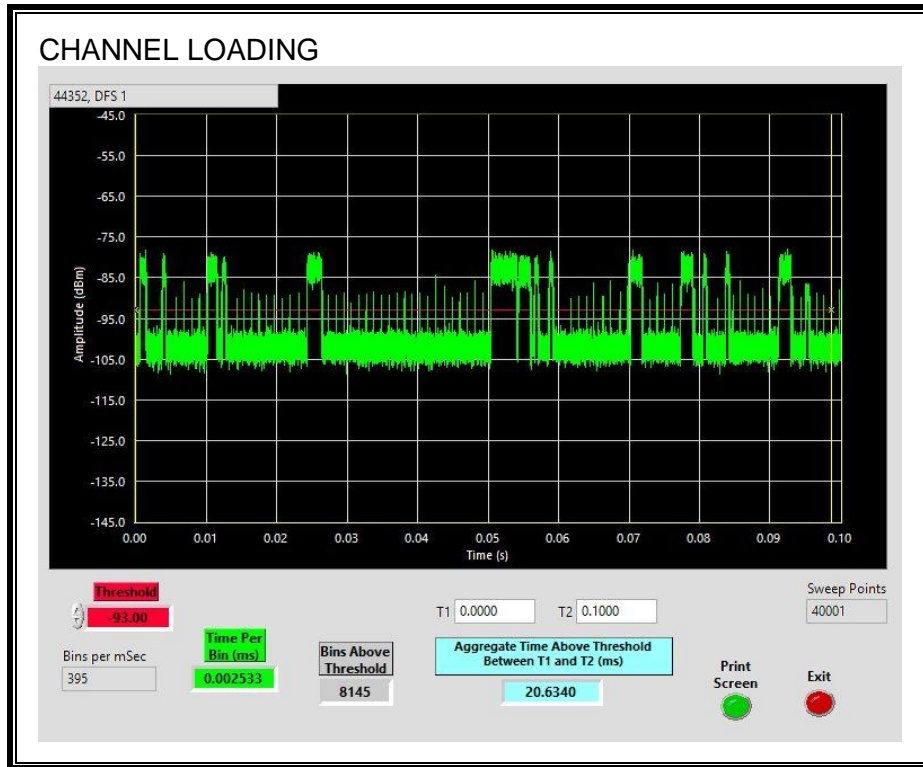 CHANNEL LOADING
44352, DFS 1
-45.0
-55.0
-65.0
-75.0
-85.0
-95.0
-105.0
-115.0
-125.0
-135.0
-145.0
Amplitude (dBm)
0.00 0.01 0.02 0.03 0.04 0.05 0.06 0.07 0.08 0.09 0.10
Time (s)
Threshold
-93.00
Bins per mSec
395
Time Per
Bin (ms)
0.002533
Bins Above
Threshold
8145
T1 0.0000 T2 0.1000
Aggregate Time Above Threshold
Between T1 and T2 (ms)
20.6340
Sweep Points
40001
Print
Screen
Exit